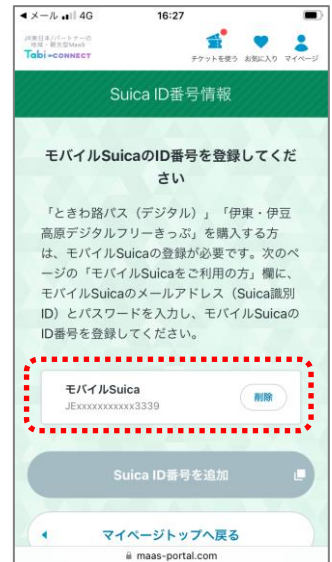 メール 4G 16:27
JR東日本/パートナーの
地域・観光型MaaS
Tabi-CONNECT
チケットを使う お気に入り マイページ
Suica ID番号情報
モバイルSuicaのID番号を登録してくだ
さい
「ときわ路パス（デジタル）」「伊東・伊豆
高原デジタルフリーきっぷ」を購入する方
は、モバイルSuicaの登録が必要です。次のペ
ージの「モバイルSuicaをご利用の方」欄に、
モバイルSuicaのメールアドレス（Suica識別
ID）とパスワードを入力し、モバイルSuicaの
ID番号を登録してください。
モバイルSuica
JExxxxxxxxxxx3339
削除
Suica ID番号を追加
マイページトップへ戻る
maas-portal.com